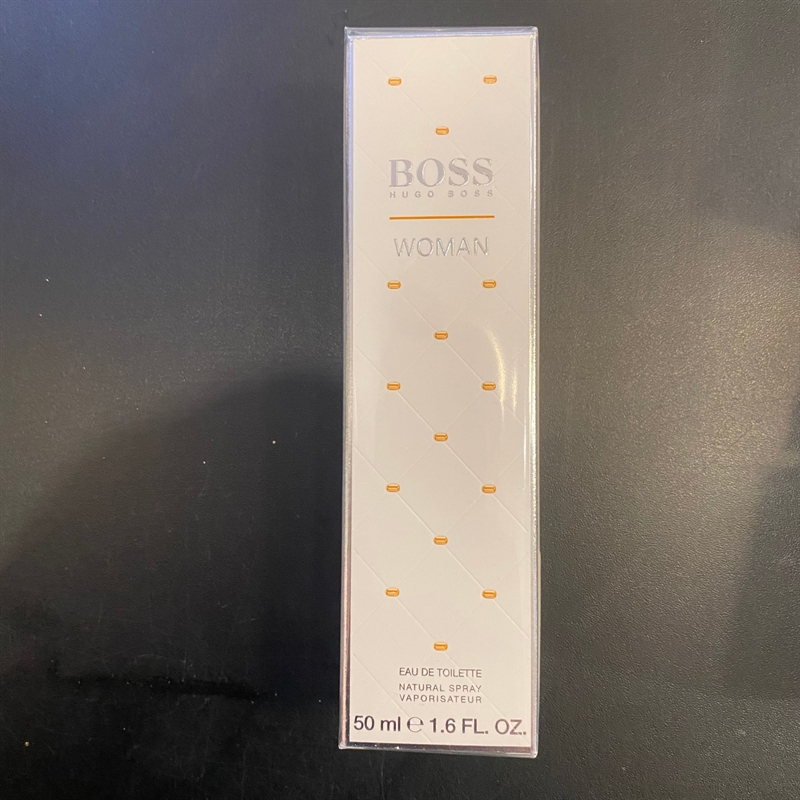 BOSS
HUGO BOSS
WOMAN
EAU DE TOILETTE
NATURAL SPRAY
VAPORISATEUR
50 ml ℮ 1.6 FL. OZ.